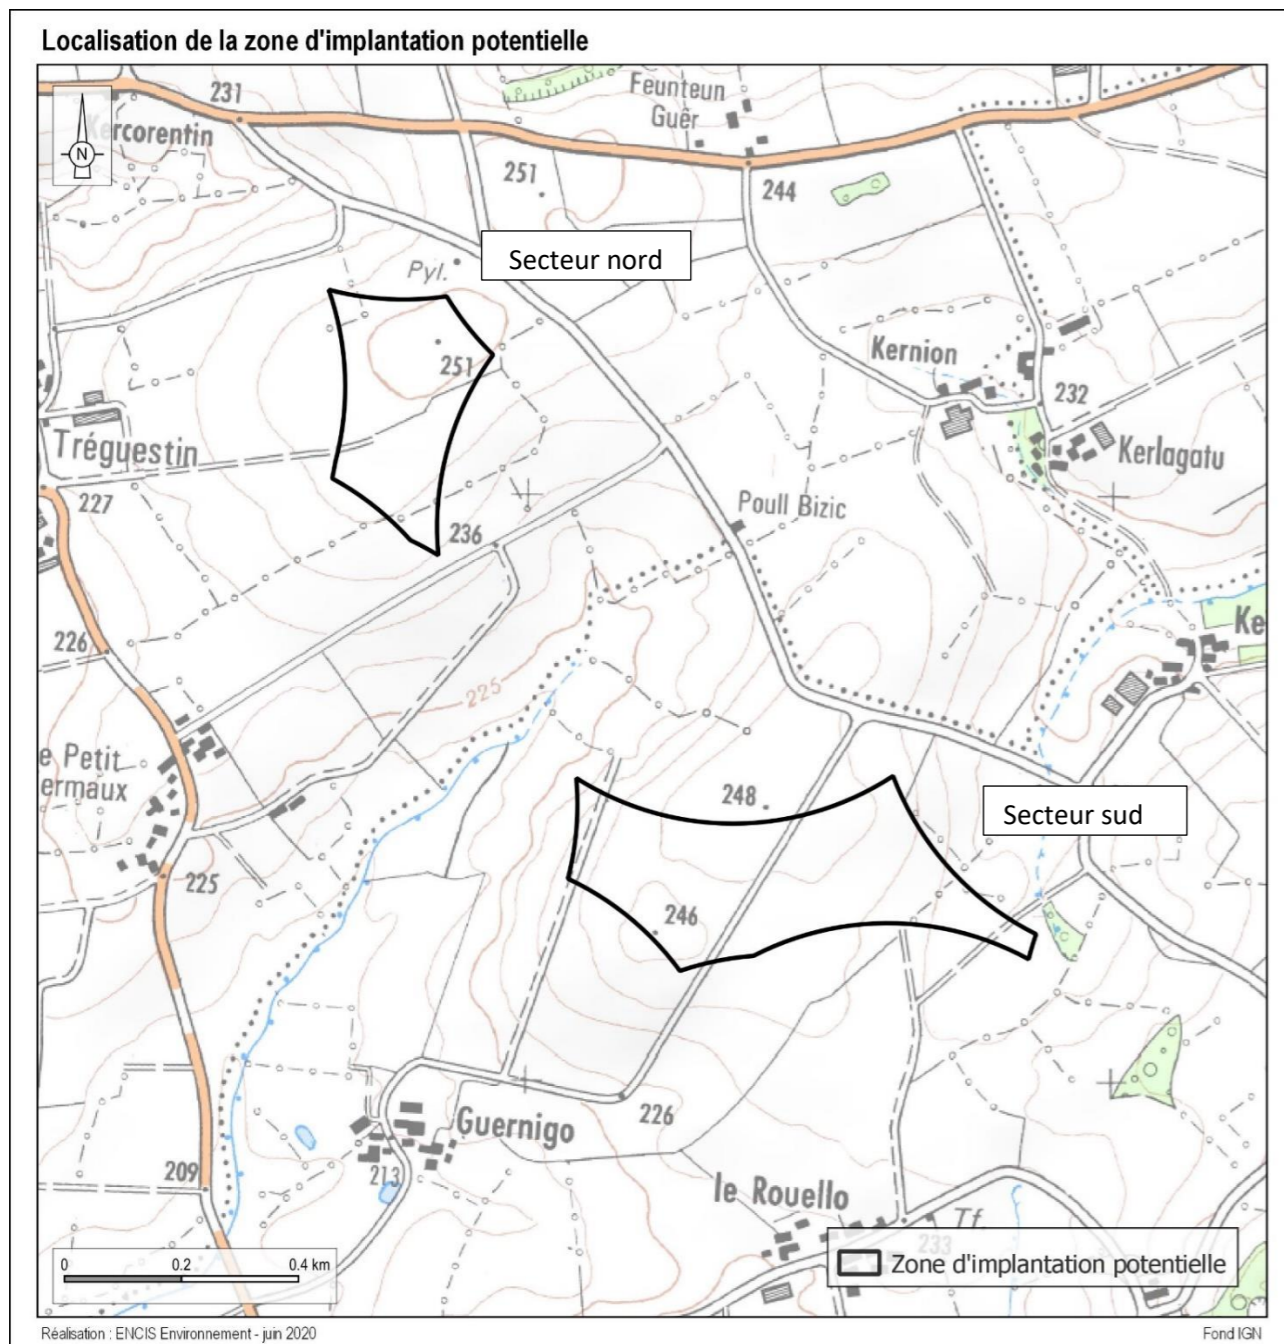 Localisation de la zone d'implantation potentielle
231
Feunteun
Guêr
Kercorentin
N
251
244
Secteur nord
Pyl.
251
Kernion
232
Tréguestin
Kerlagatu
227
Poull Bizic
236
226
Ke
225
e Petit
ermaux
248
Secteur sud
225
246
226
Guernigo
213
209
le Rouello
Tf.
233
Zone d'implantation potentielle
0 0.2 0.4 km
Réalisation : ENCIS Environnement - juin 2020
Fond IGN